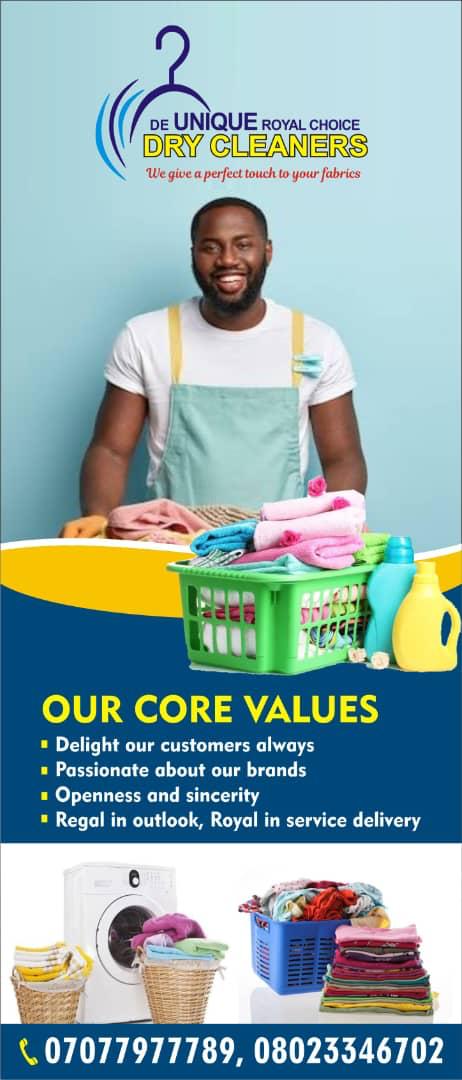 DE UNIQUE ROYAL CHOICE
DRY CLEANERS
We give a perfect touch to your fabrics
OUR CORE VALUES
Delight our customers always
Passionate about our brands
Openness and sincerity
Regal in outlook, Royal in service delivery
07077977789, 08023346702